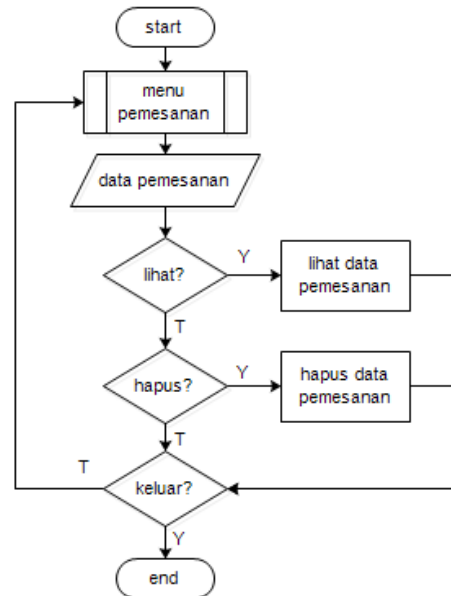 start
menu
pemesanan
data pemesanan
lihat?
Y
lihat data
pemesanan
T
hapus?
Y
hapus data
pemesanan
T
T
keluar?
Y
end